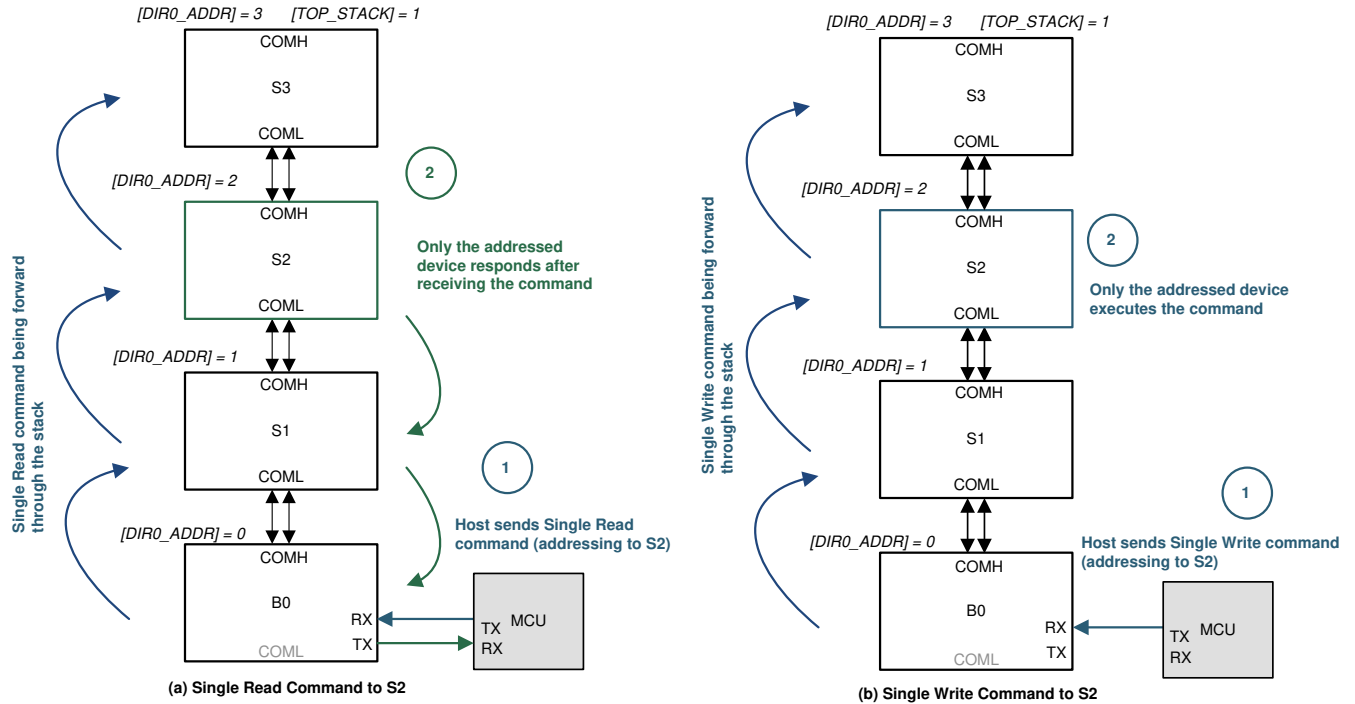 [DIR0_ADDR] = 3 [TOP_STACK] = 1
COMH
S3
COML
[DIR0_ADDR] = 2
2
COMH
S2
COML
Only the addressed
device responds after
receiving the command
[DIR0_ADDR] = 1
COMH
S1
COML
1
Host sends Single Read
command (addressing to S2)
[DIR0_ADDR] = 0
COMH
B0
RX
TX
COML
TX
RX
MCU
Single Read command being forward
through the stack
(a) Single Read Command to S2
[DIR0_ADDR] = 3 [TOP_STACK] = 1
COMH
S3
COML
[DIR0_ADDR] = 2
COMH
S2
COML
2
Only the addressed device
executes the command
[DIR0_ADDR] = 1
COMH
S1
COML
1
Host sends Single Write command
(addressing to S2)
[DIR0_ADDR] = 0
COMH
B0
RX
TX
COML
TX
RX
MCU
Single Write command being forward
through the stack
(b) Single Write Command to S2